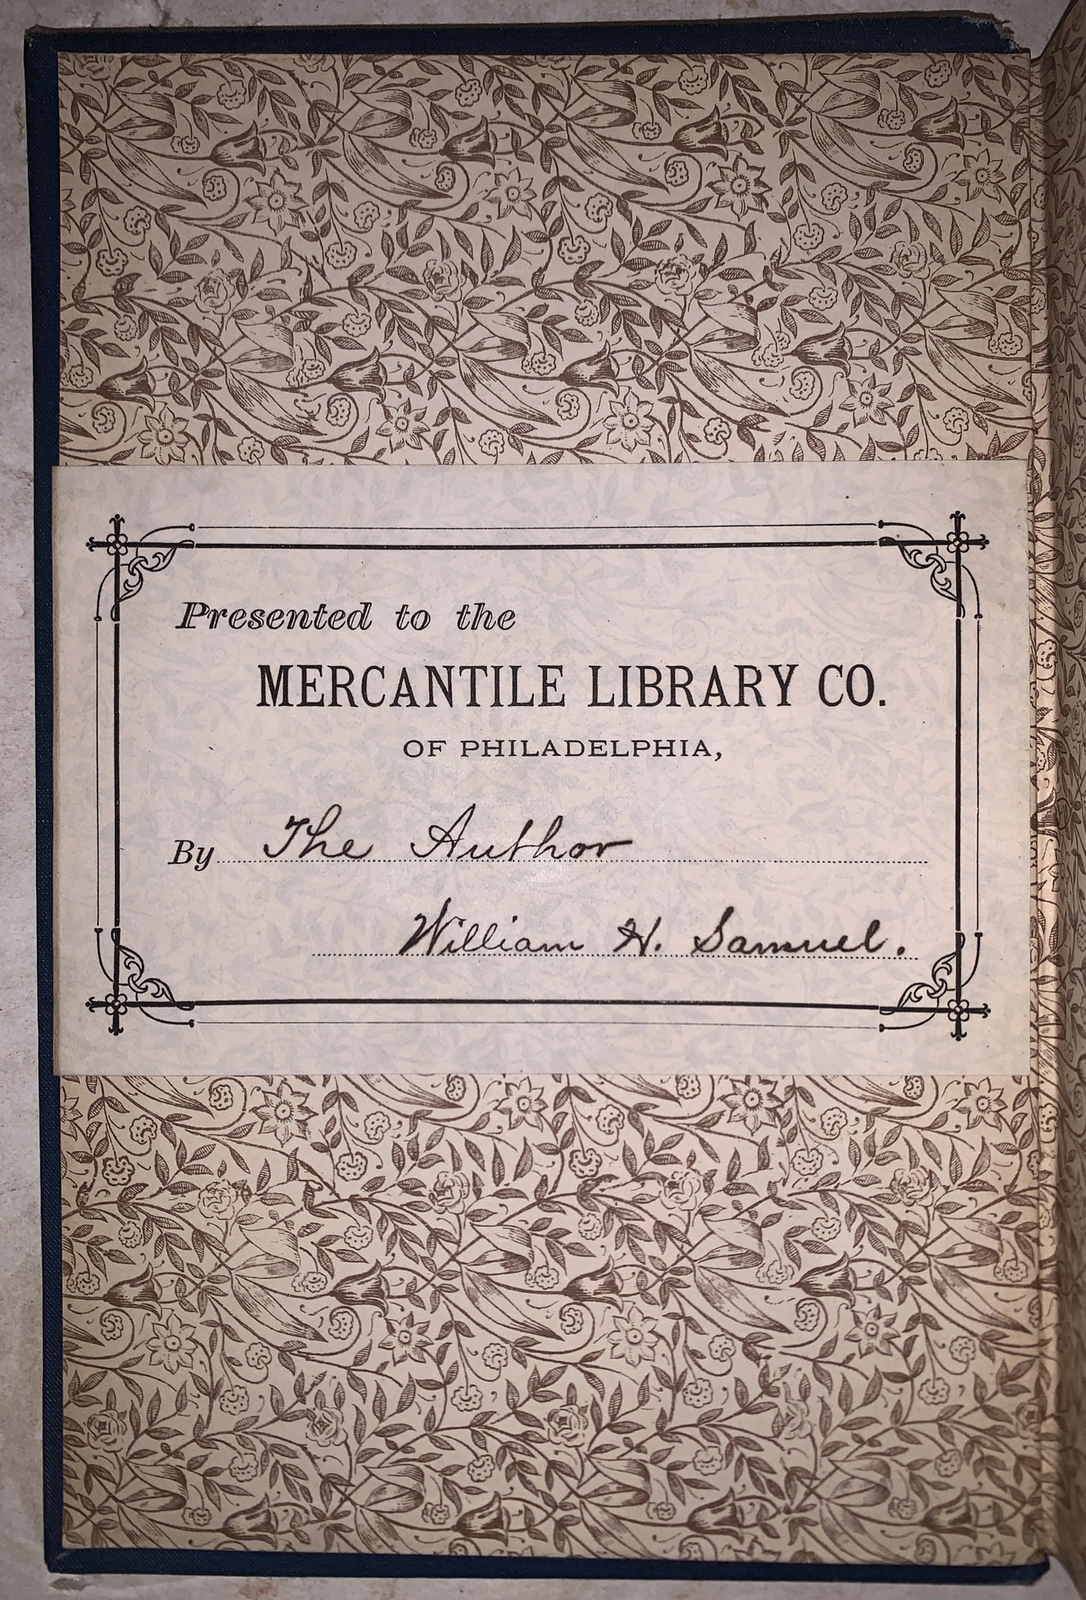 Presented to the
MERCANTILE LIBRARY CO.
OF PHILADELPHIA,
By The Author
William H. Samuel.